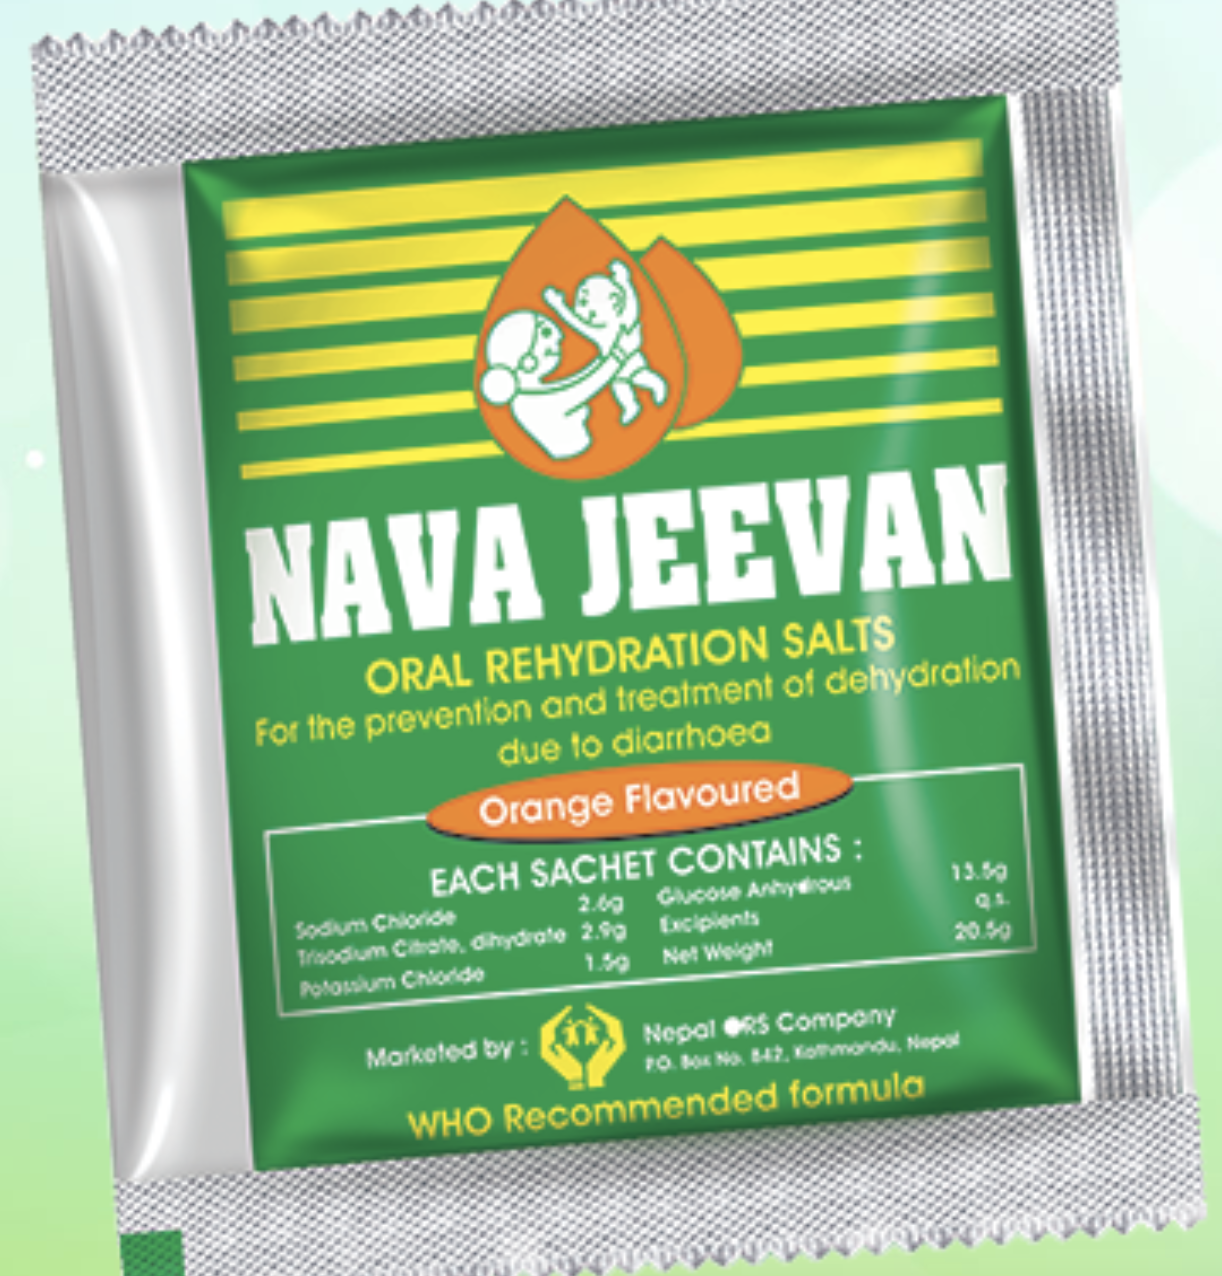 NAVA JEEVAN
ORAL REHYDRATION SALTS
For the prevention and treatment of dehydration
due to diarrhoea
Orange Flavoured
EACH SACHET CONTAINS :
Sodium Chloride 2.6g
Trisodium Citrate, dihydrate 2.9g
Potassium Chloride 1.5g
Glucose Anhydrous 13.5g
Excipients q.s.
Net Weight 20.5g
Marketed by :
Nepal ORS Company
P.O. Box No. 842, Kathmandu, Nepal
WHO Recommended formula